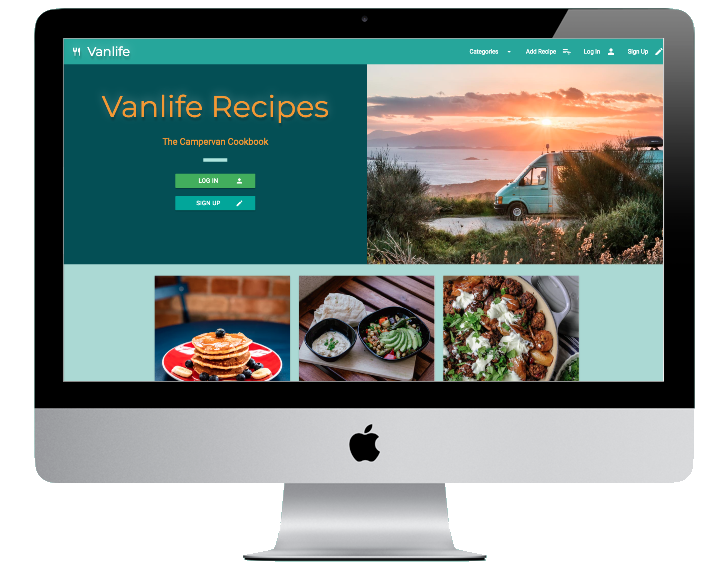 Vanlife
Categories
Add Recipe
Log In
Sign Up
Vanlife Recipes
The Campervan Cookbook
LOG IN
SIGN UP